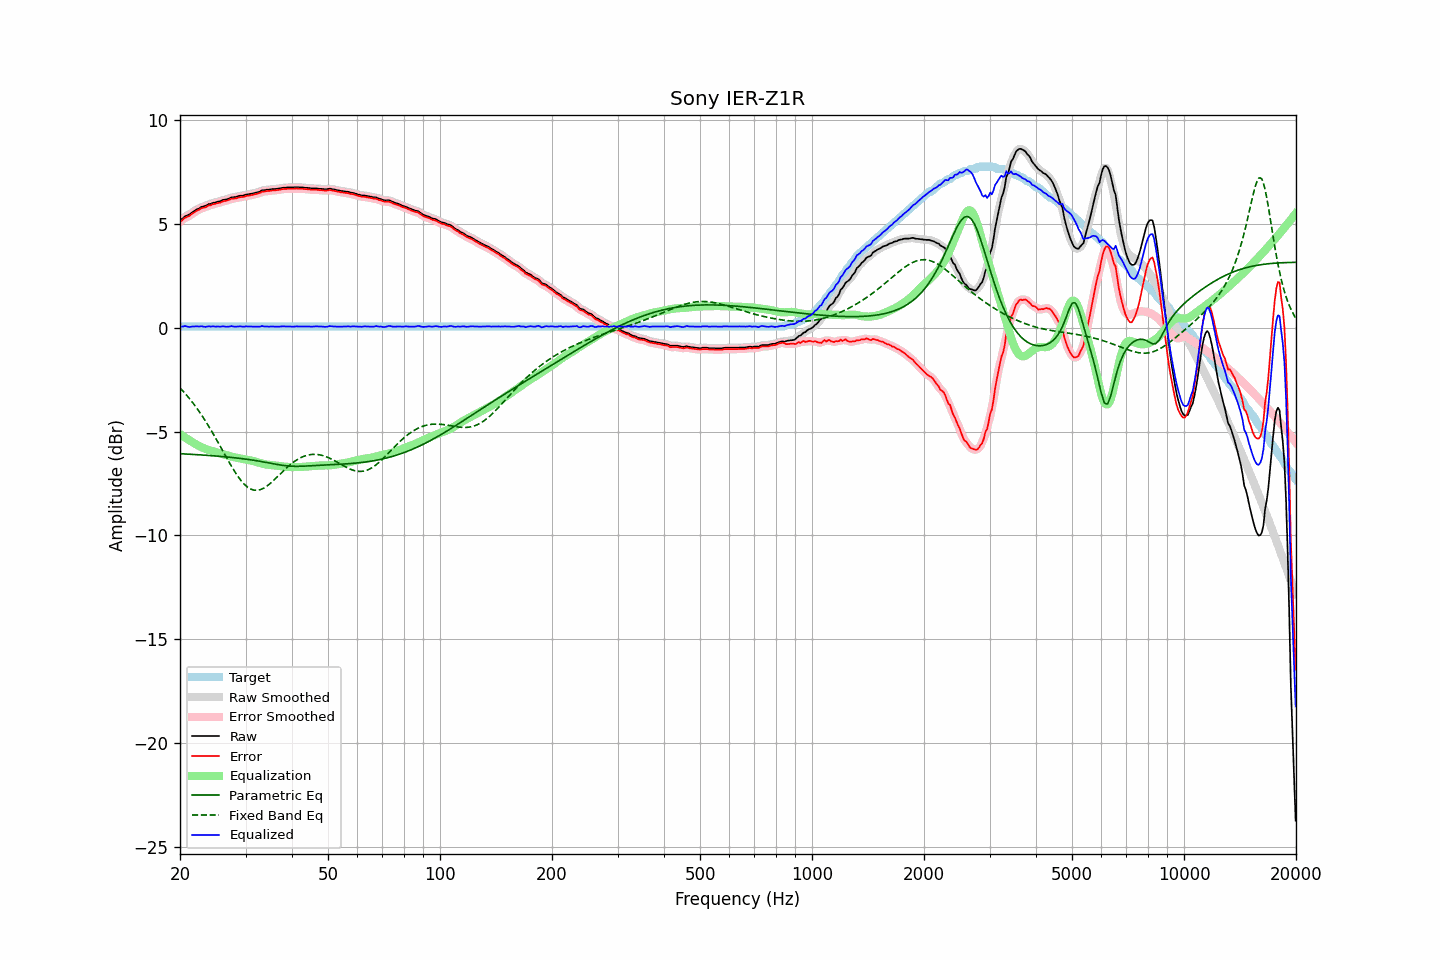 Sony IER-Z1R
10
5
0
−5
−10
−15
−20
−25
Amplitude (dBr)
Target
Raw Smoothed
Error Smoothed
Raw
Error
Equalization
Parametric Eq
Fixed Band Eq
Equalized
20 50 100 200 500 1000 2000 5000 10000 20000
Frequency (Hz)